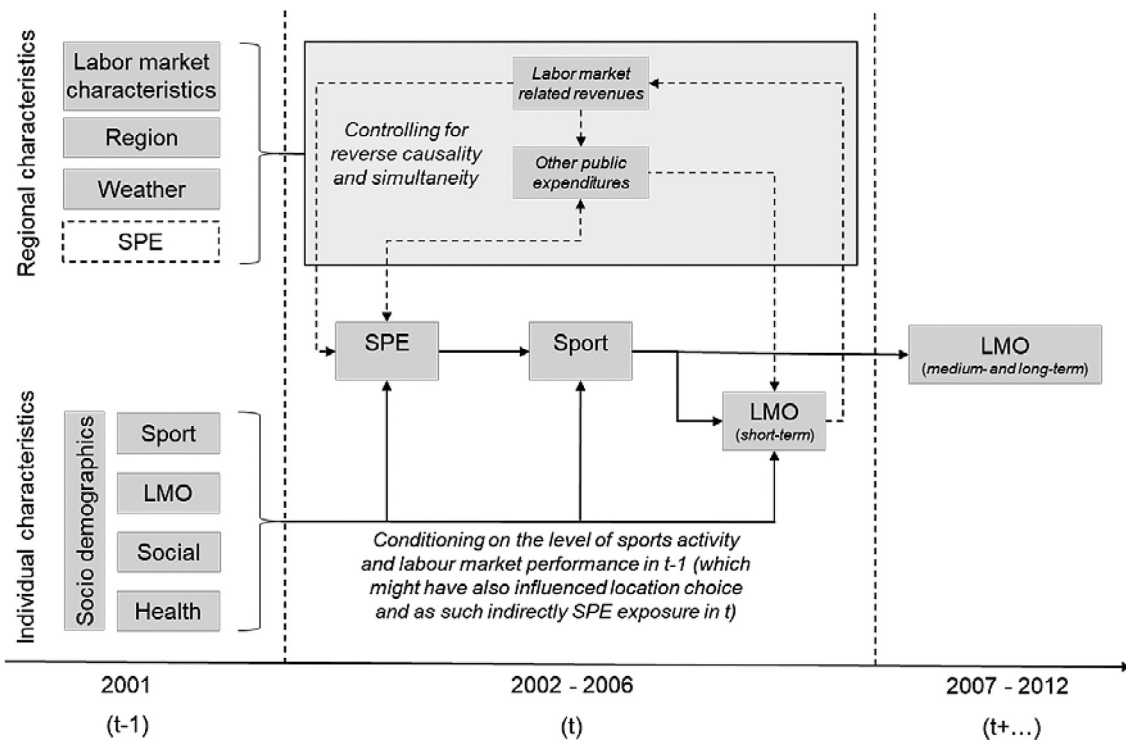 Regional characteristics
Labor market
characteristics
Region
Weather
SPE
Labor market
related revenues
Controlling for
reverse causality
and simultaneity
Other public
expenditures
SPE
Sport
LMO
(medium- and long-term)
LMO
(short-term)
Individual characteristics
Socio demographics
Sport
LMO
Social
Health
Conditioning on the level of sports activity
and labour market performance in t-1 (which
might have also influenced location choice
and as such indirectly SPE exposure in t)
2001
2002 - 2006
2007 - 2012
(t-1)
(t)
(t+...)